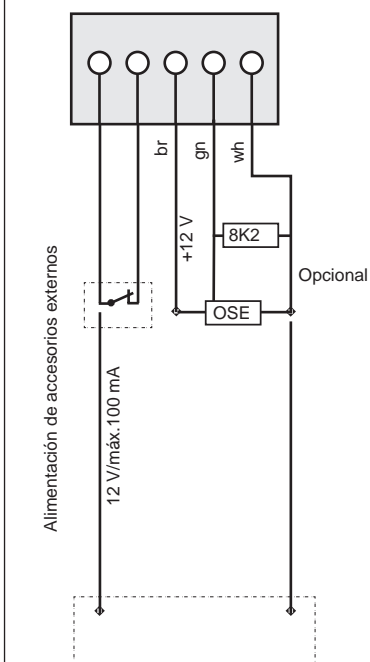 br
gn
wh
+12 V
8K2
Opcional
OSE
Alimentación de accesorios externos
12 V/máx.100 mA